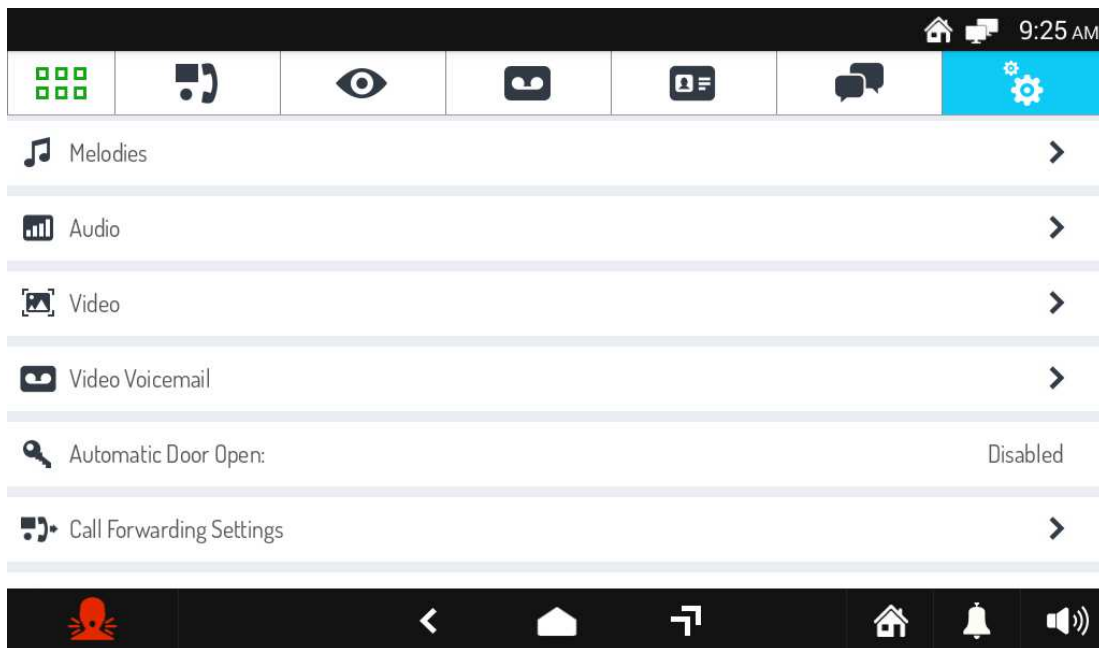 9:25 AM
Melodies
Audio
Video
Video Voicemail
Automatic Door Open: Disabled
Call Forwarding Settings